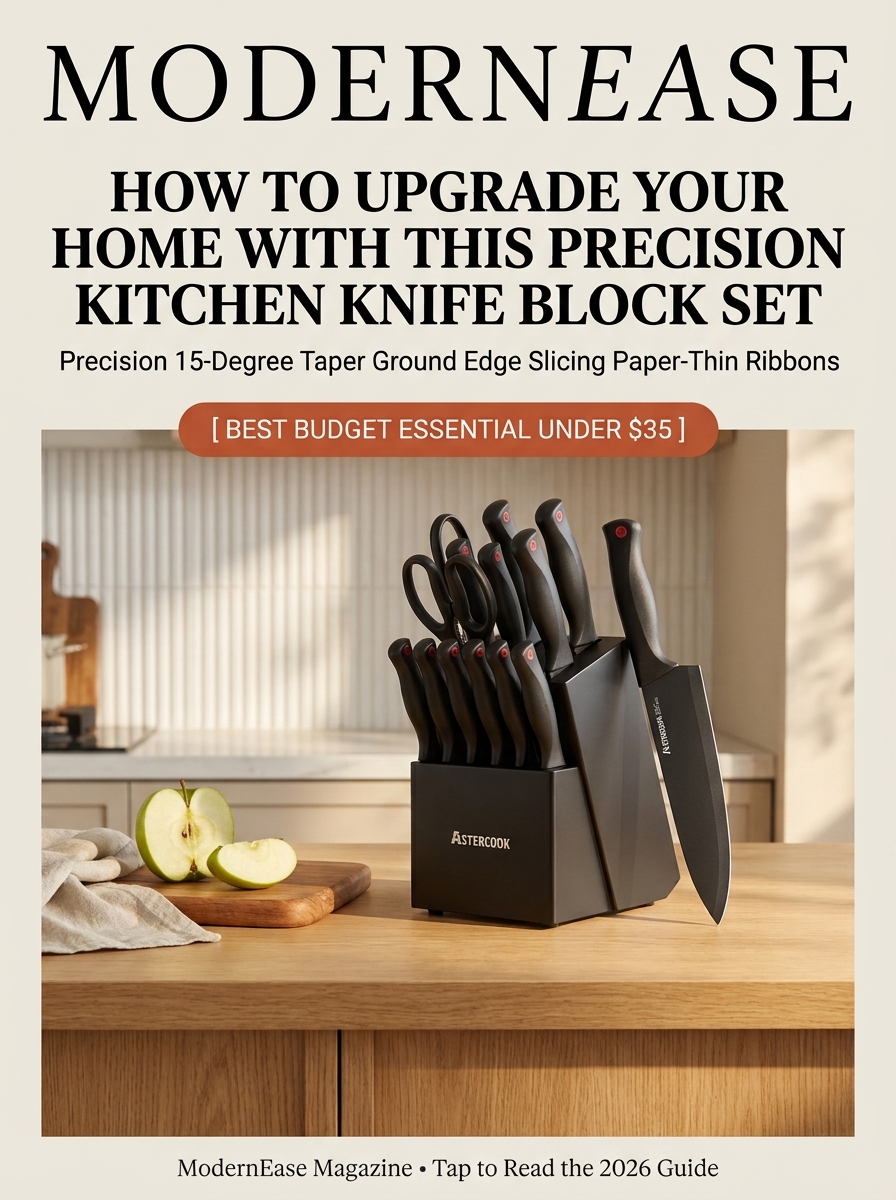 MODERNEASE
HOW TO UPGRADE YOUR
HOME WITH THIS PRECISION
KITCHEN KNIFE BLOCK SET
Precision 15-Degree Taper Ground Edge Slicing Paper-Thin Ribbons
[ BEST BUDGET ESSENTIAL UNDER $35 ]
ASTERCOOK
ASTERCOOK
ModernEase Magazine • Tap to Read the 2026 Guide